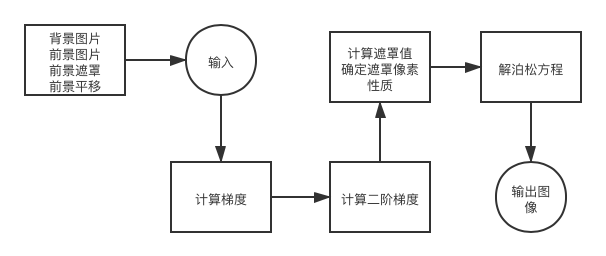 背景图片
前景图片
前景遮罩
前景平移
输入
计算梯度
计算二阶梯度
计算遮罩值
确定遮罩像素
性质
解泊松方程
输出图
像